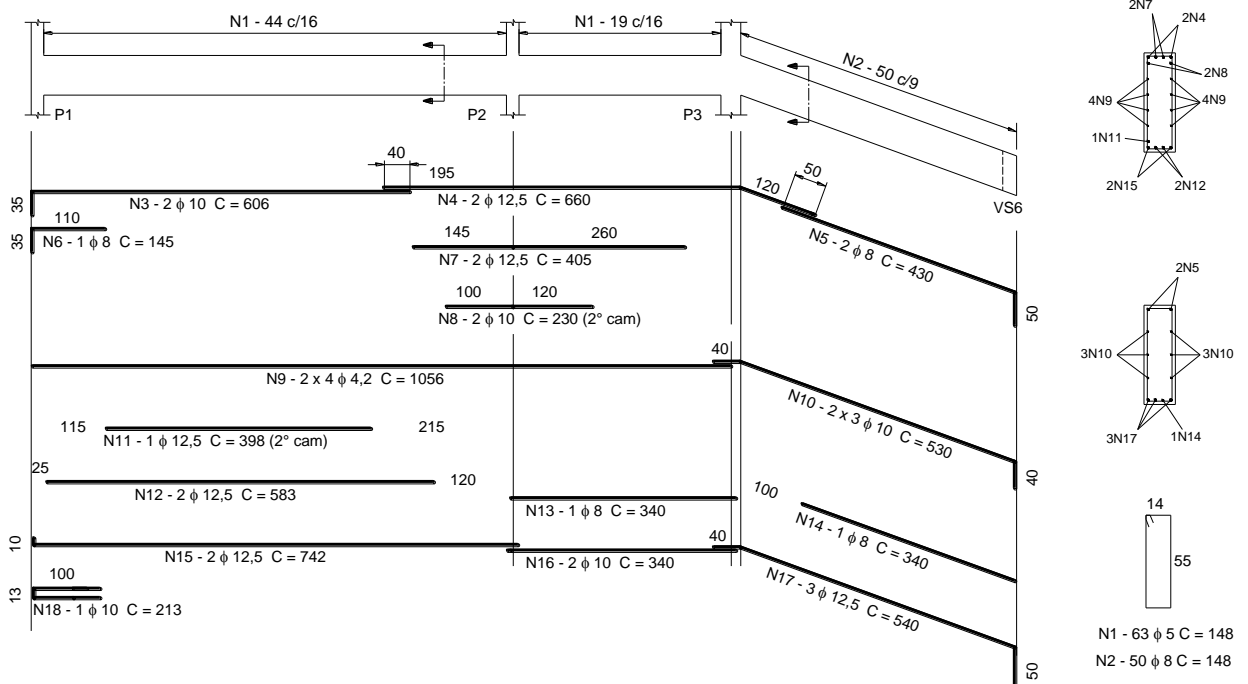 N1 - 44 c/16
N1 - 19 c/16
N2 - 50 c/9
P1
P2
P3
VS6
40
195
35
N3 - 2 ϕ 10 C = 606
N4 - 2 ϕ 12,5 C = 660
120
50
N5 - 2 ϕ 8 C = 430
50
110
35
N6 - 1 ϕ 8 C = 145
145
260
N7 - 2 ϕ 12,5 C = 405
100
120
N8 - 2 ϕ 10 C = 230 (2° cam)
40
N9 - 2 x 4 ϕ 4,2 C = 1056
N10 - 2 x 3 ϕ 10 C = 530
40
115
215
N11 - 1 ϕ 12,5 C = 398 (2° cam)
25
120
N12 - 2 ϕ 12,5 C = 583
N13 - 1 ϕ 8 C = 340
100
N14 - 1 ϕ 8 C = 340
10
N15 - 2 ϕ 12,5 C = 742
40
N16 - 2 ϕ 10 C = 340
N17 - 3 ϕ 12,5 C = 540
50
100
13
N18 - 1 ϕ 10 C = 213
2N7
2N4
2N8
4N9
4N9
1N11
2N15
2N12
2N5
3N10
3N10
3N17
1N14
14
55
N1 - 63 ϕ 5 C = 148
N2 - 50 ϕ 8 C = 148